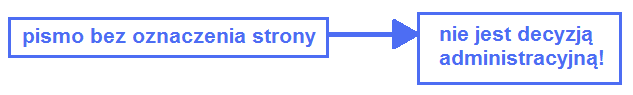 pismo bez oznaczenia strony
nie jest decyzją
administracyjną!